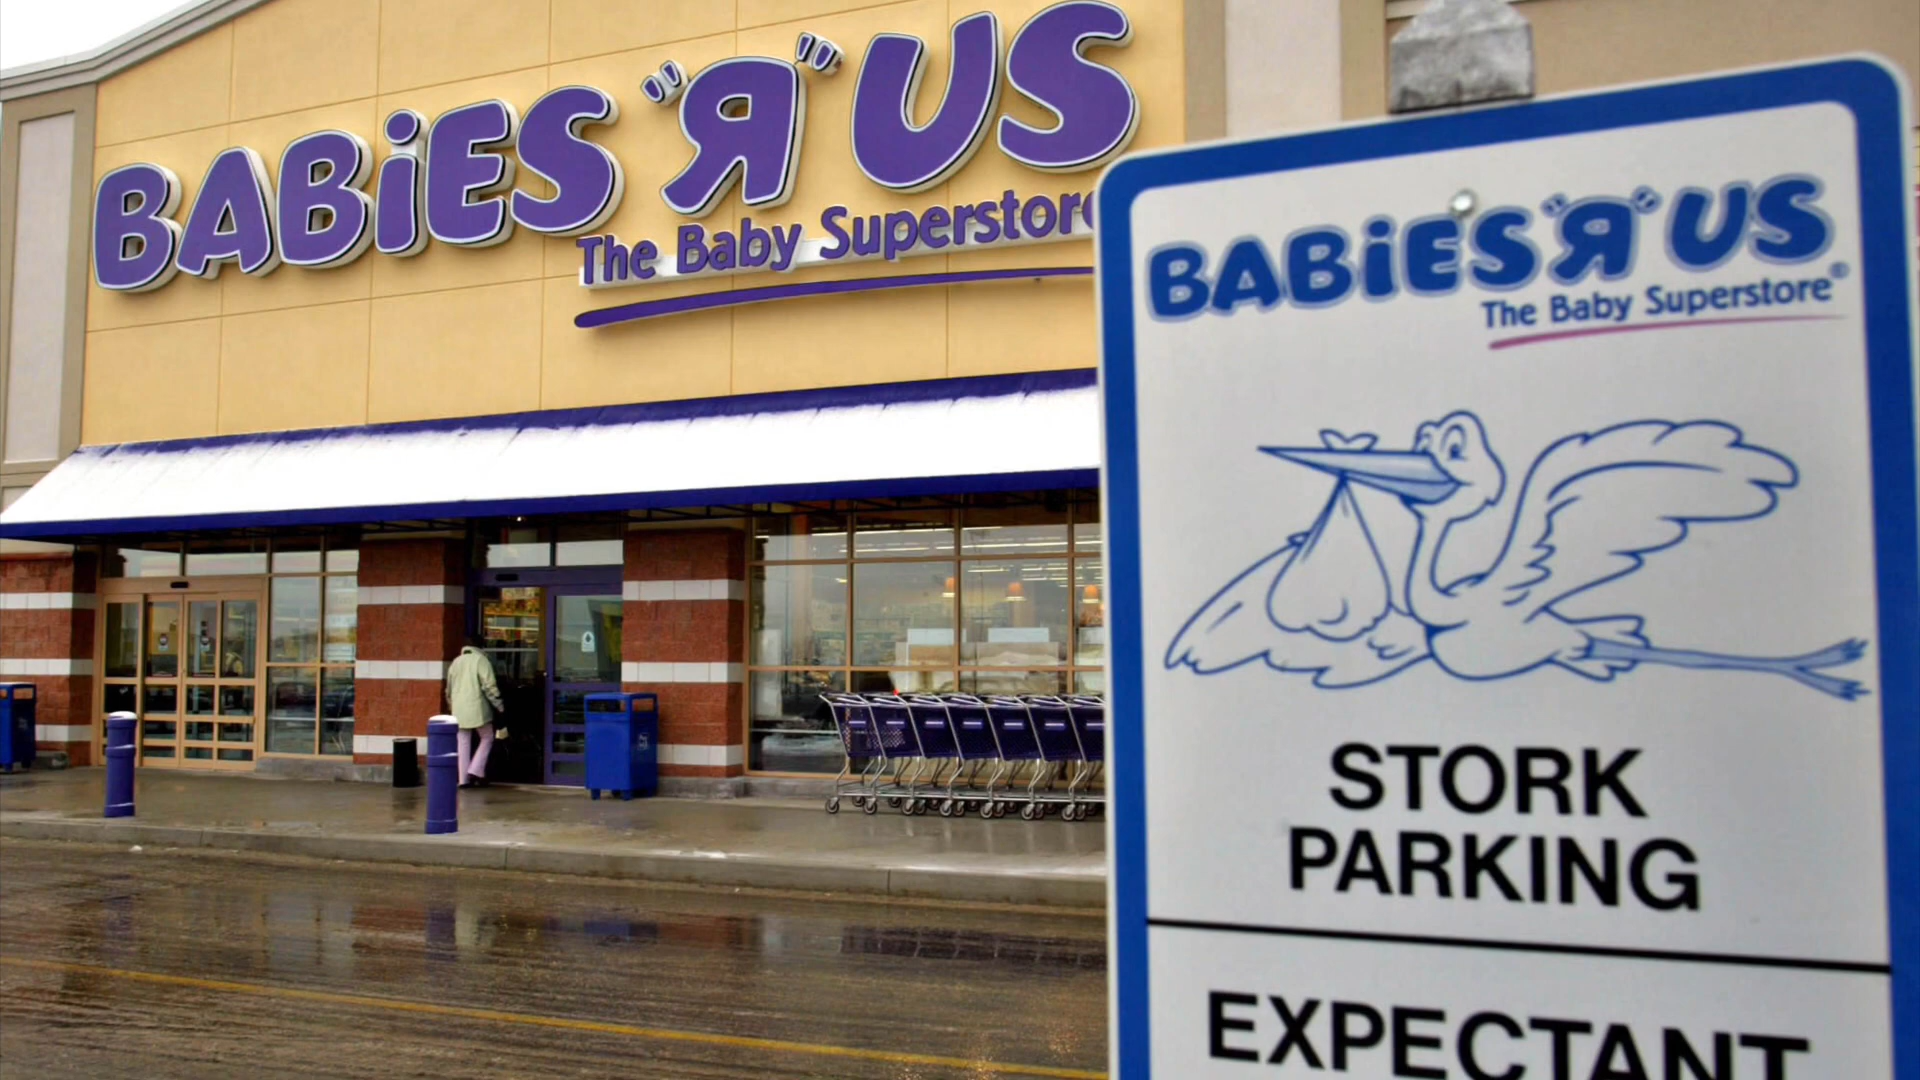 BABiES "R" US
The Baby Superstore
BABiES "R" US
The Baby Superstore®
STORK
PARKING
EXPECTANT